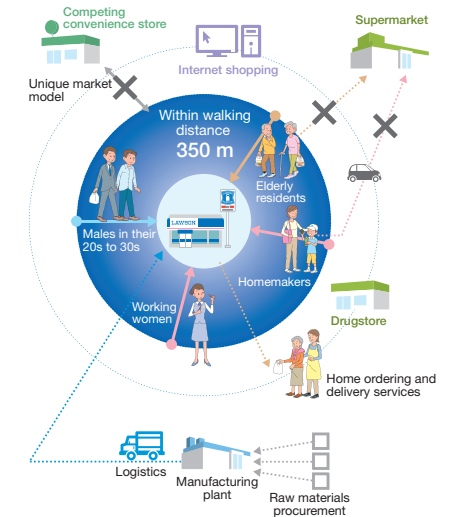 Competing
convenience store
Supermarket
Internet shopping
Unique market
model
Within walking
distance
350 m
Elderly
residents
LAWSON
Males in their
20s to 30s
Homemakers
Working
women
Drugstore
Home ordering and
delivery services
Logistics
Manufacturing
plant
Raw materials
procurement